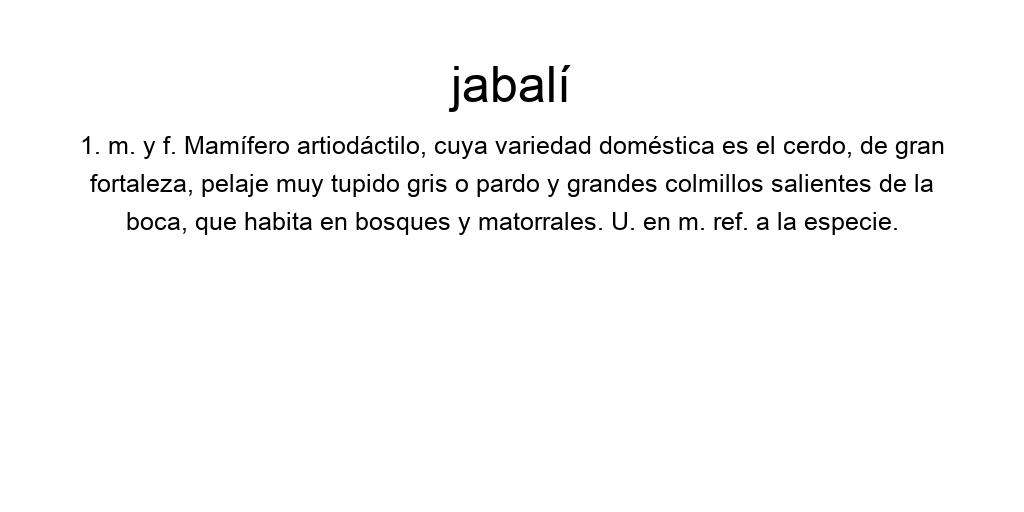 jabalí
1. m. y f. Mamífero artiodáctilo, cuya variedad doméstica es el cerdo, de gran
fortaleza, pelaje muy tupido gris o pardo y grandes colmillos salientes de la
boca, que habita en bosques y matorrales. U. en m. ref. a la especie.